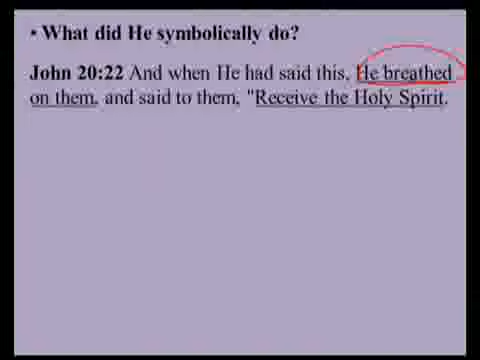 • What did He symbolically do?
John 20:22 And when He had said this, He breathed
on them, and said to them, "Receive the Holy Spirit.